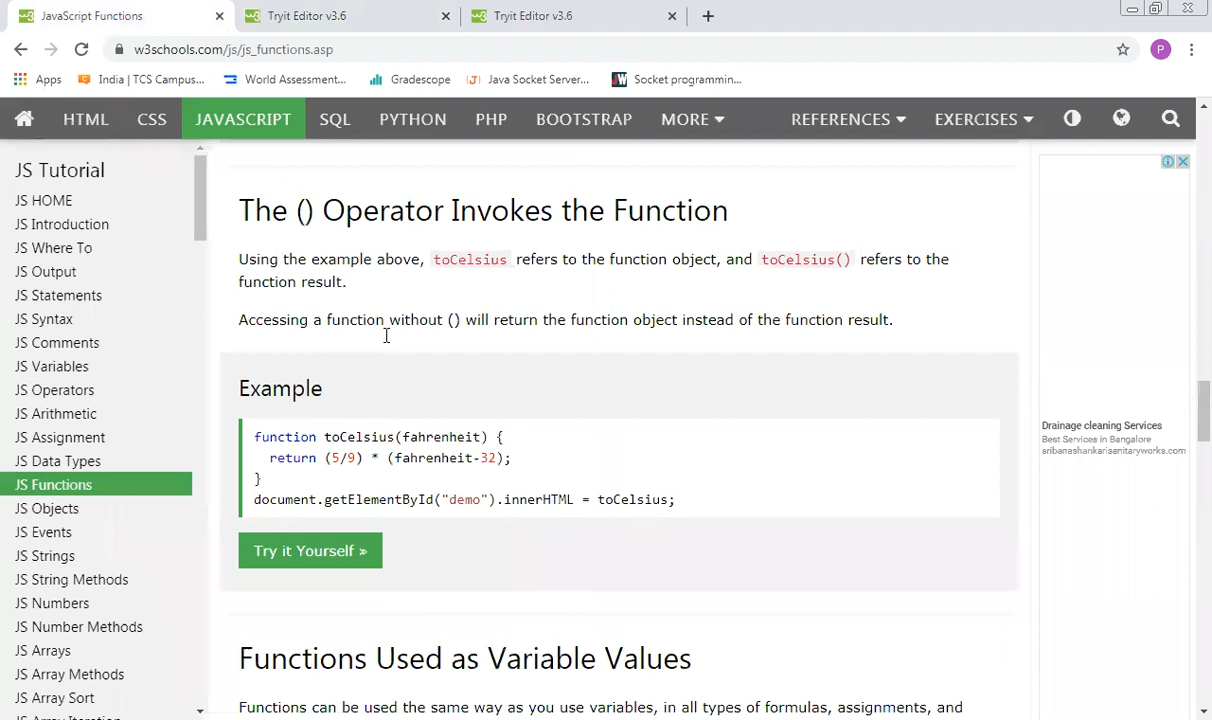 JavaScript Functions
Tryit Editor v3.6
Tryit Editor v3.6
w3schools.com/js/js_functions.asp
P
Apps
India | TCS Campus...
World Assessment...
Gradescope
Java Socket Server...
Socket programmin...
HTML
CSS
JAVASCRIPT
SQL
PYTHON
PHP
BOOTSTRAP
MORE
REFERENCES
EXERCISES
JS Tutorial
JS HOME
JS Introduction
JS Where To
JS Output
JS Statements
JS Syntax
JS Comments
JS Variables
JS Operators
JS Arithmetic
JS Assignment
JS Data Types
JS Functions
JS Objects
JS Events
JS Strings
JS String Methods
JS Numbers
JS Number Methods
JS Arrays
JS Array Methods
JS Array Sort
The () Operator Invokes the Function
Using the example above, toCelsius refers to the function object, and toCelsius() refers to the
function result.
Accessing a function without () will return the function object instead of the function result.
Example
function toCelsius(fahrenheit) {
return (5/9) * (fahrenheit-32);
}
document.getElementById("demo").innerHTML = toCelsius;
Try it Yourself »
Functions Used as Variable Values
Functions can be used the same way as you use variables, in all types of formulas, assignments, and
Drainage cleaning Services
Best Services in Bangalore
sribanashankarisanitaryworks.com